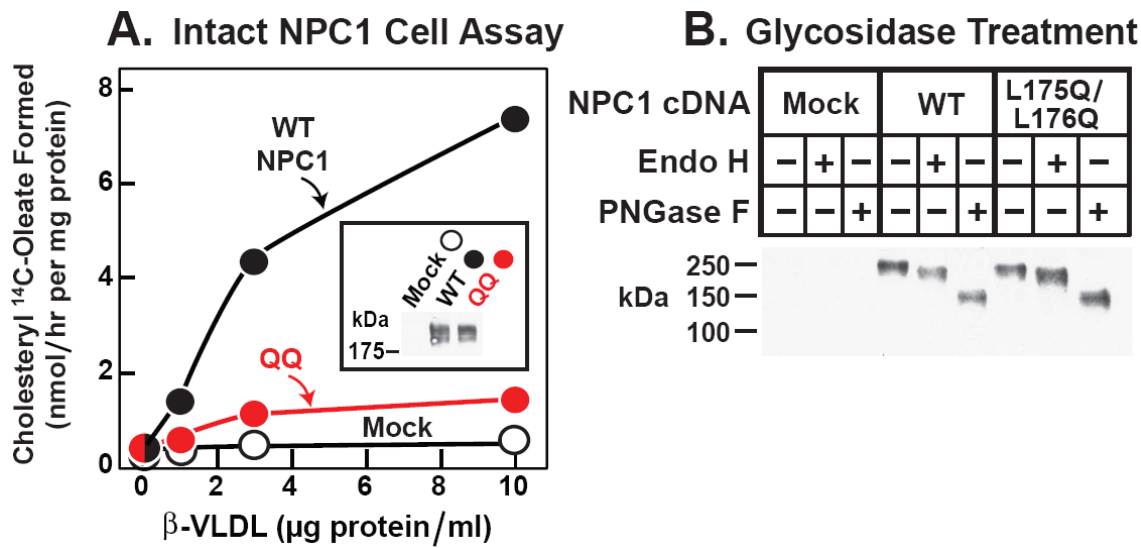 A. Intact NPC1 Cell Assay
Cholesteryl ¹⁴C-Oleate Formed
(nmol/hr per mg protein)
8
6
4
2
0
WT
NPC1
QQ
Mock
Mock
WT
QQ
kDa
175
0
2
4
6
8
10
β-VLDL (µg protein/ml)
B. Glycosidase Treatment
NPC1 cDNA
Mock
WT
L175Q/
L176Q
Endo H
− + − − + − − + −
PNGase F
− − + − − + − − +
kDa
250
150
100